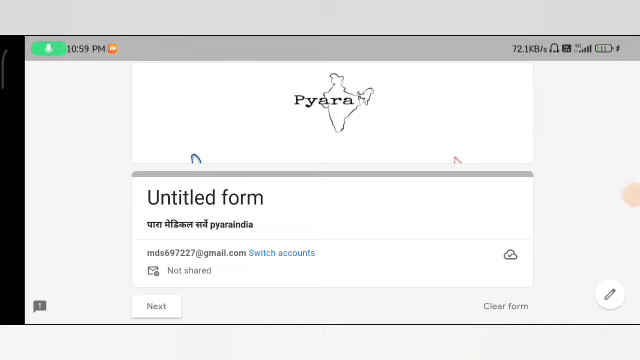 10:59 PM
72.1KB/s
Pyara
Untitled form
पारा मेडिकल सर्वे pyaraindia
mds697227@gmail.com Switch accounts
Not shared
Next Clear form